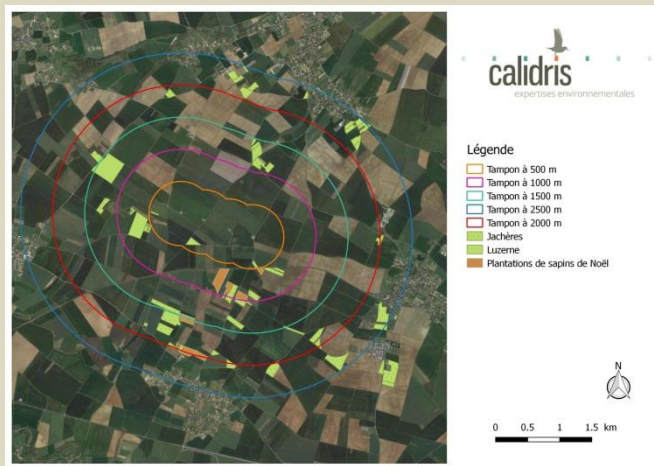 calidris
expertises environnementales
Légende
Tampon à 500 m
Tampon à 1000 m
Tampon à 1500 m
Tampon à 2500 m
Tampon à 2000 m
Jachères
Luzerne
Plantations de sapins de Noël
N
0 0.5 1 1.5 km